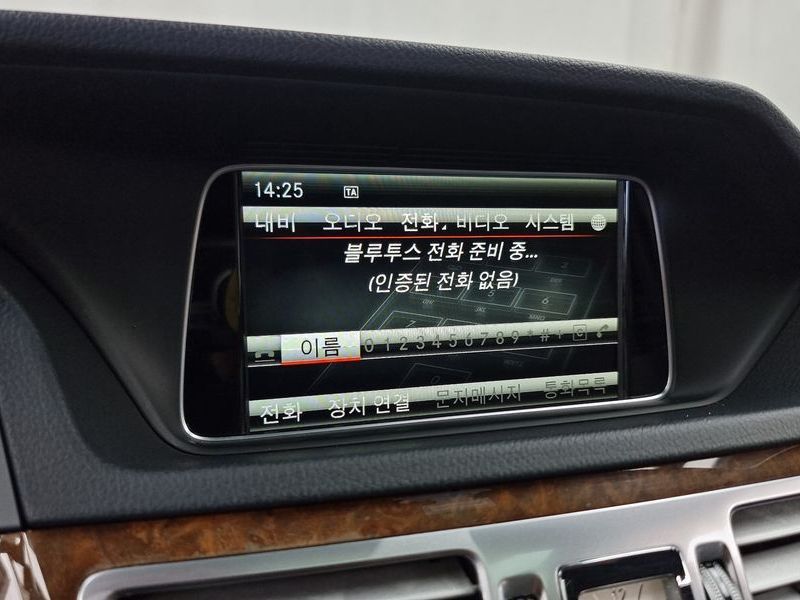 14:25 TA
내비 오디오 전화 비디오 시스템
블루투스 전화 준비 중...
(인증된 전화 없음)
이름 0 1 2 3 4 5 6 7 8 9 * # +
전화 장치 연결 문자메시지 통화목록
12